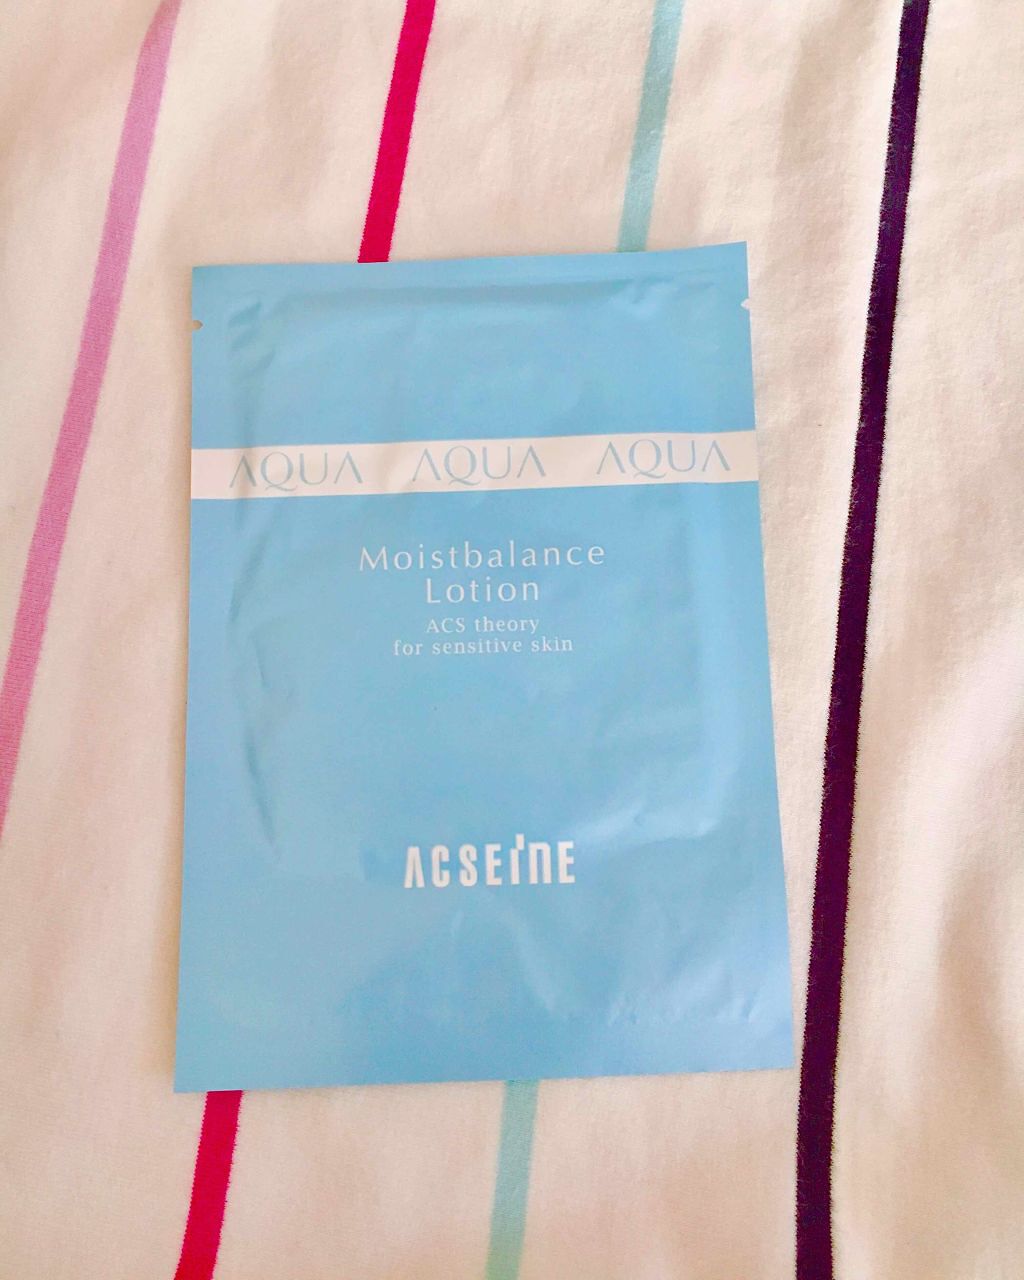 AQUA AQUA AQUA
Moistbalance
Lotion
ACS theory
for sensitive skin
ACSEINE